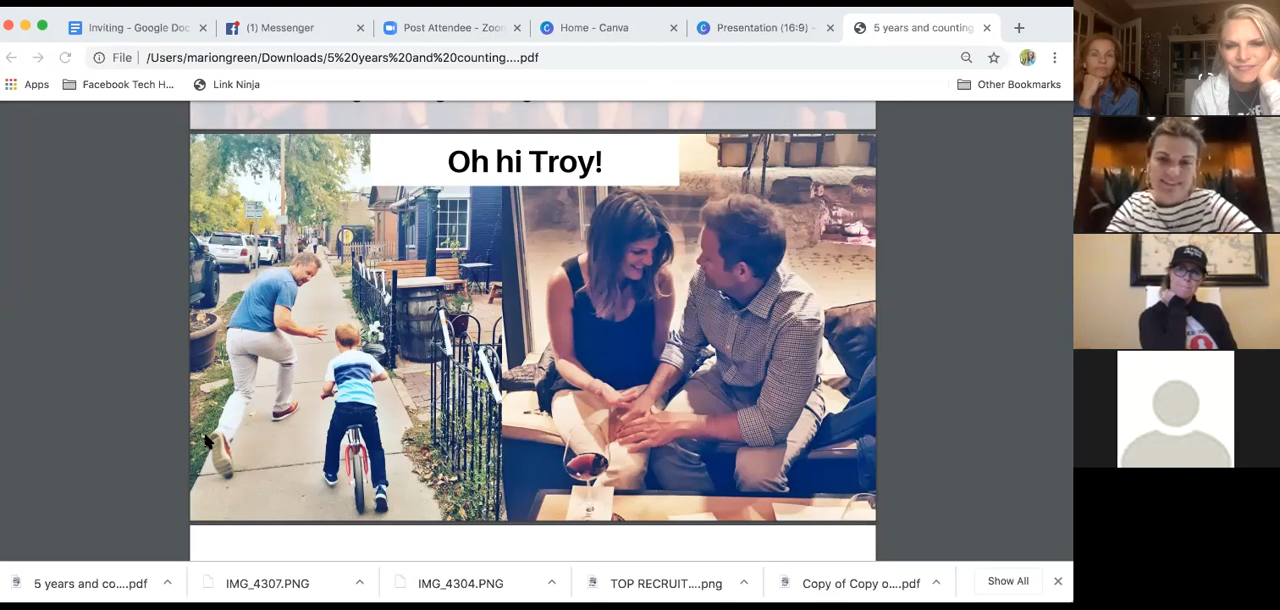 Inviting - Google Doc
(1) Messenger
Post Attendee - Zoo
Home - Canva
Presentation (16:9) -
5 years and counting
File
/Users/mariongreen/Downloads/5%20years%20and%20counting....pdf
Apps
Facebook Tech H...
Link Ninja
Other Bookmarks
Oh hi Troy!
5 years and co....pdf
IMG_4307.PNG
IMG_4304.PNG
TOP RECRUIT....png
Copy of Copy o....pdf
Show All